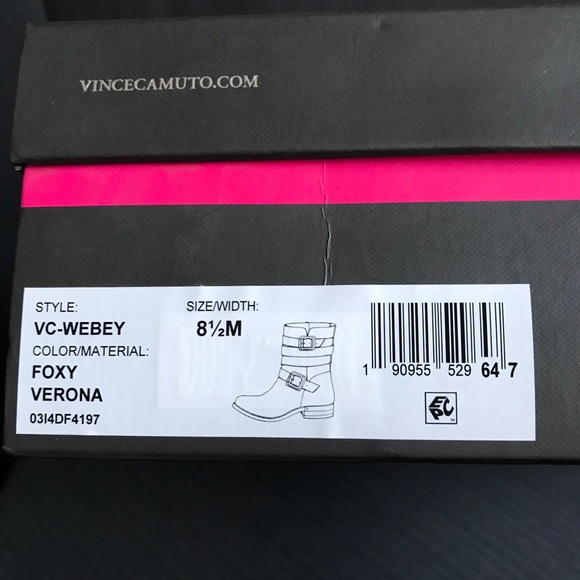 VINCECAMUTO.COM
STYLE:
VC-WEBEY
COLOR/MATERIAL:
FOXY
VERONA
03I4DF4197
SIZE/WIDTH:
8½M
1 90955 529 64 7
EPC